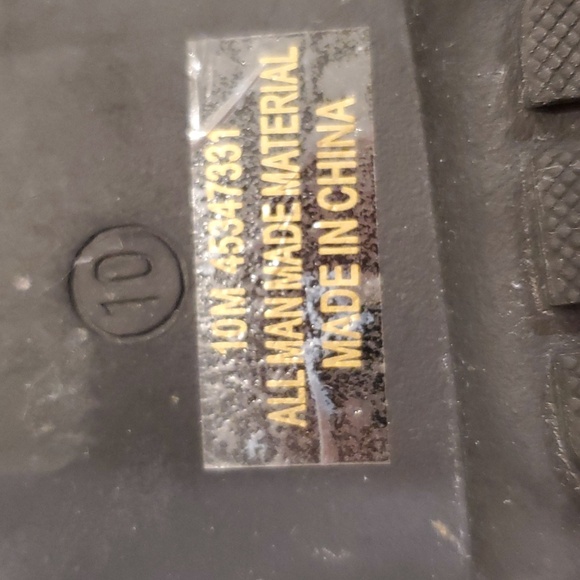 10
10M 45347331
ALL MAN MADE MATERIAL
MADE IN CHINA